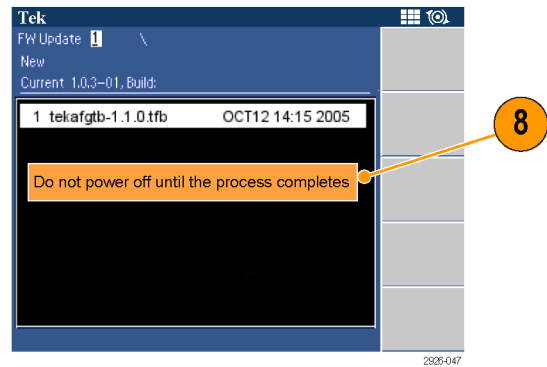 Tek
FW Update 1 \
New
Current 1.0.3-01, Build:
1 tekafgtb-1.1.0.tfb OCT12 14:15 2005
Do not power off until the process completes
8
2926-047